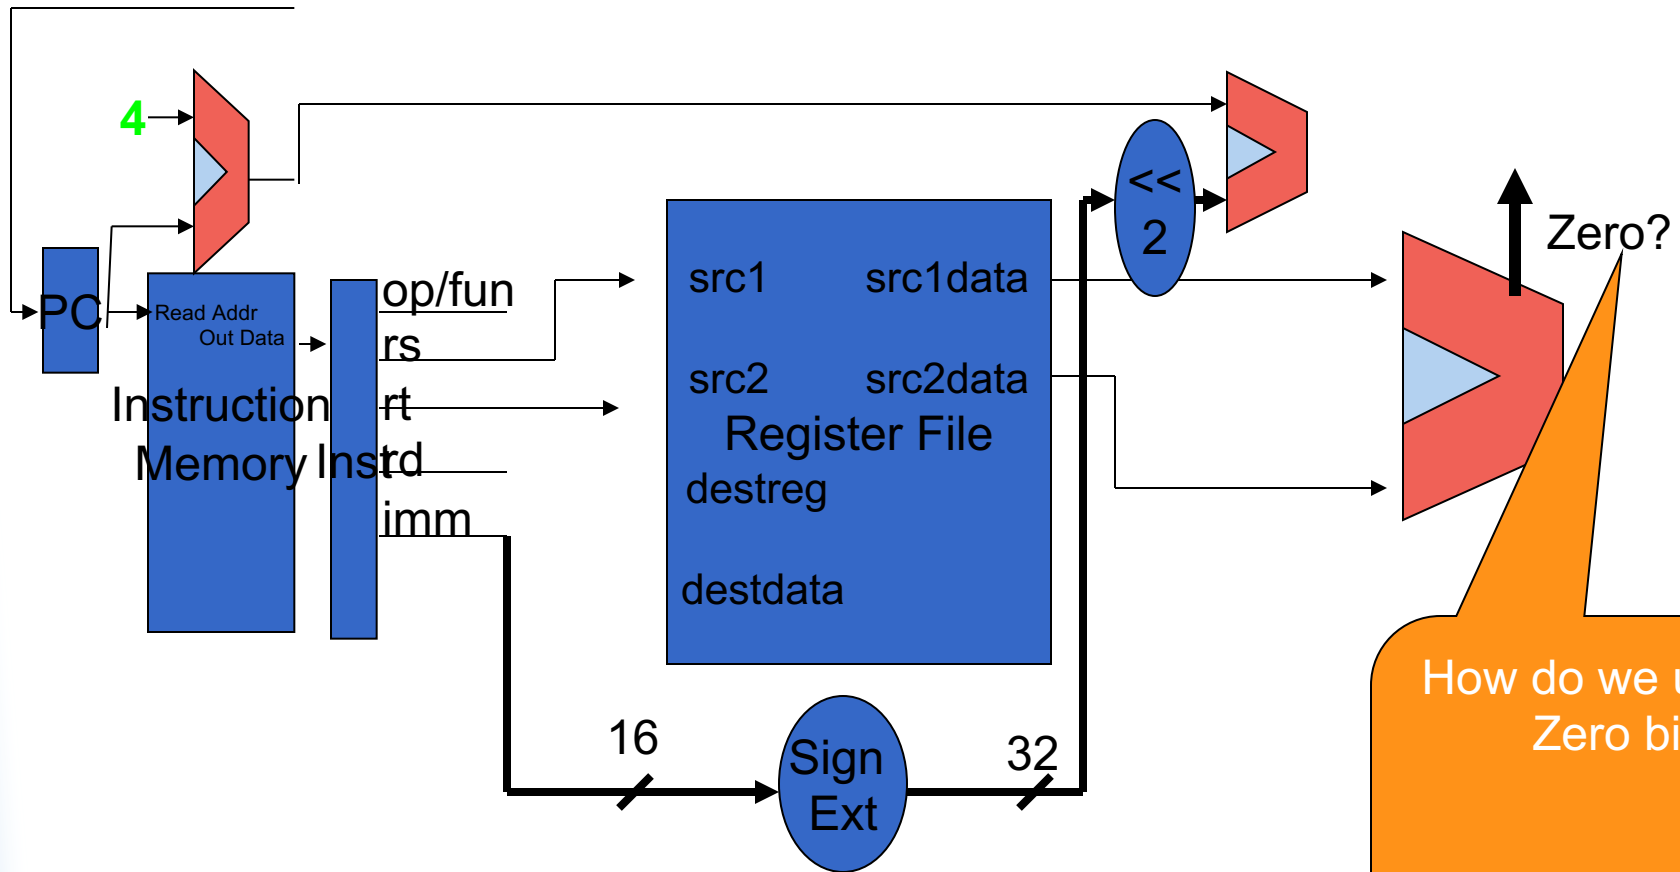 4
<<
2
Zero?
PC
Read Addr
Out Data
Instruction
Memory
Instr
op/fun
rs
rt
rd
imm
src1
src1data
src2
src2data
Register File
destreg
destdata
16
Sign
Ext
32
How do we
Zero